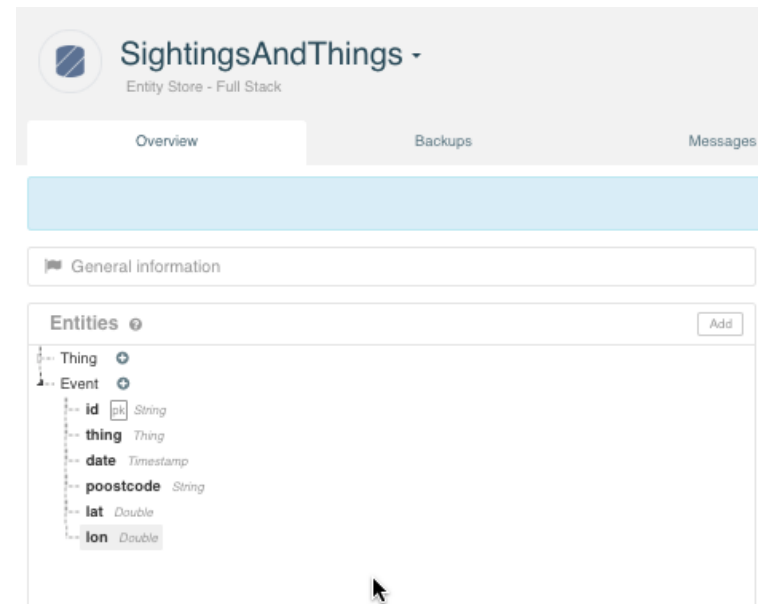 SightingsAndThings
Entity Store - Full Stack
Overview Backups Messages
General information
Entities ? Add
Thing
Event
id pk String
thing Thing
date Timestamp
poostcode String
lat Double
lon Double